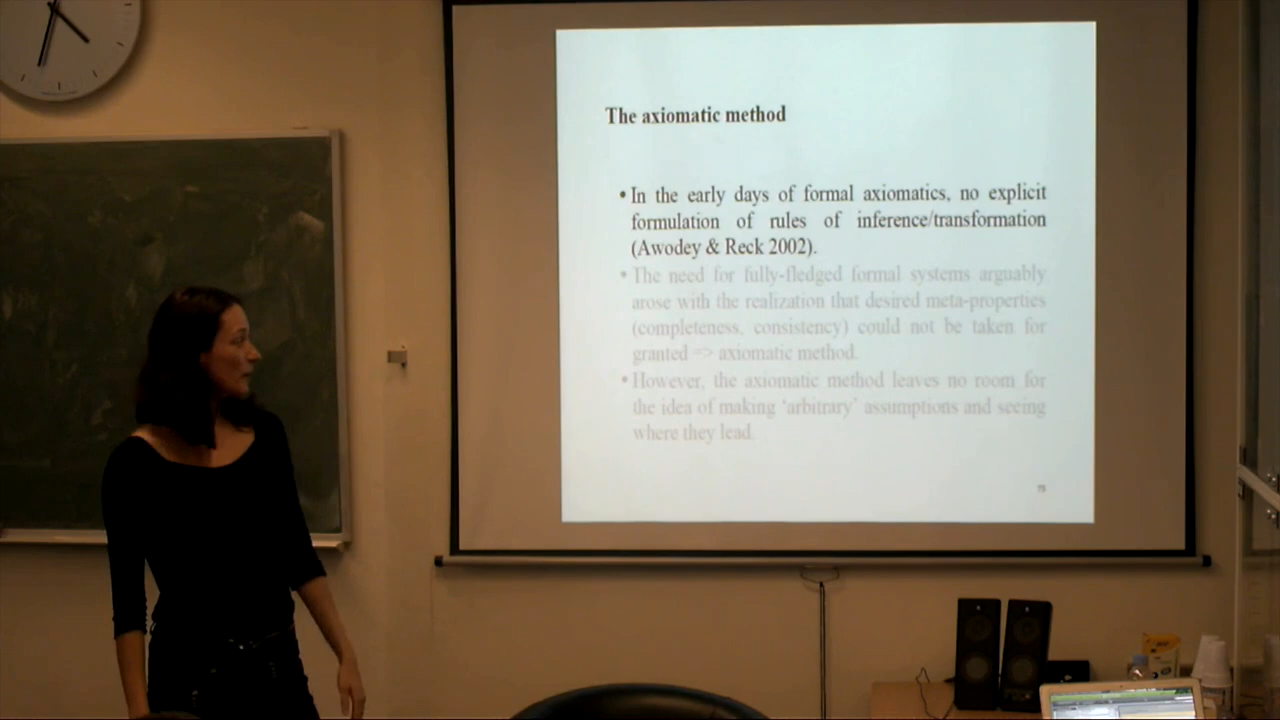 The axiomatic method
• In the early days of formal axiomatics, no explicit
formulation of rules of inference/transformation
(Awodey & Reck 2002).
• The need for fully-fledged formal systems arguably
arose with the realization that desired meta-properties
(completeness, consistency) could not be taken for
granted => axiomatic method.
• However, the axiomatic method leaves no room for
the idea of making ‘arbitrary’ assumptions and seeing
where they lead.